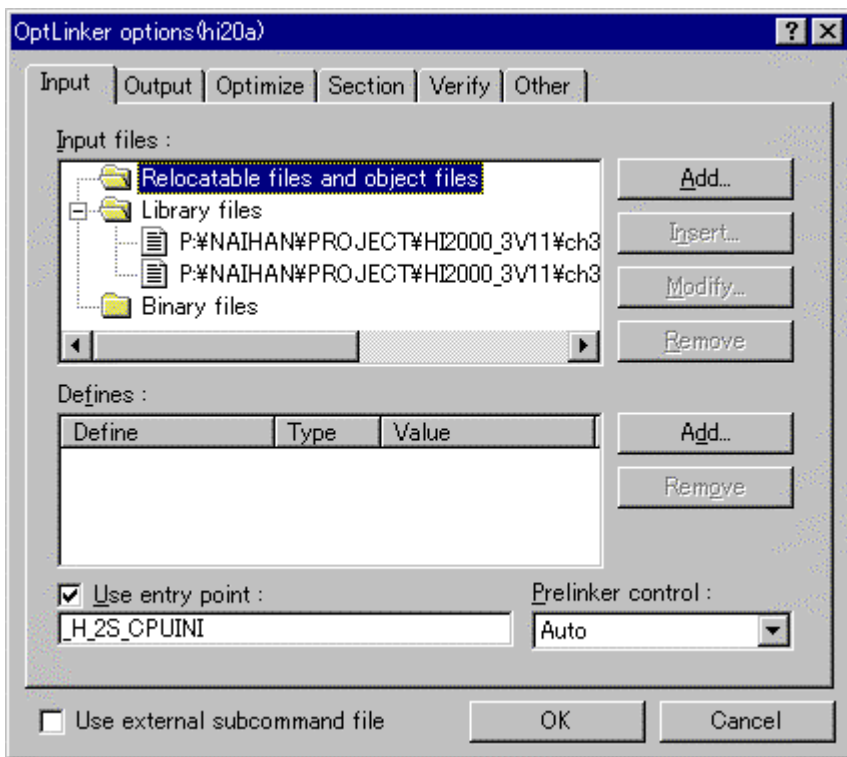 OptLinker options(hi20a)
Input Output Optimize Section Verify Other
Input files :
Relocatable files and object files
Add...
Library files
P:¥NAIHAN¥PROJECT¥HI2000_3V11¥ch3
Insert...
P:¥NAIHAN¥PROJECT¥HI2000_3V11¥ch3
Modify...
Binary files
Remove
Defines :
Define Type Value
Add...
Remove
Use entry point :
Prelinker control :
_H_2S_CPUINI
Auto
Use external subcommand file
OK
Cancel